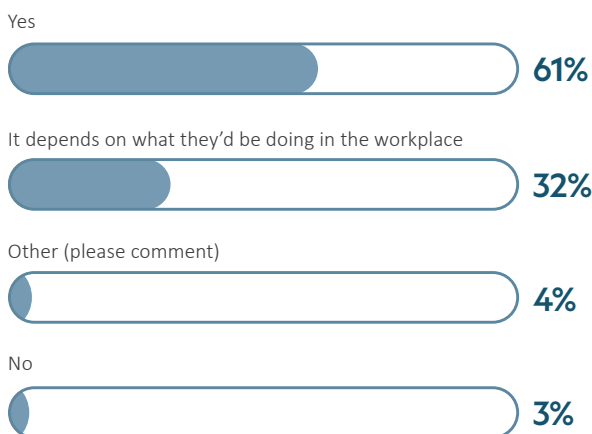 Yes
61%
It depends on what they’d be doing in the workplace
32%
Other (please comment)
4%
No
3%